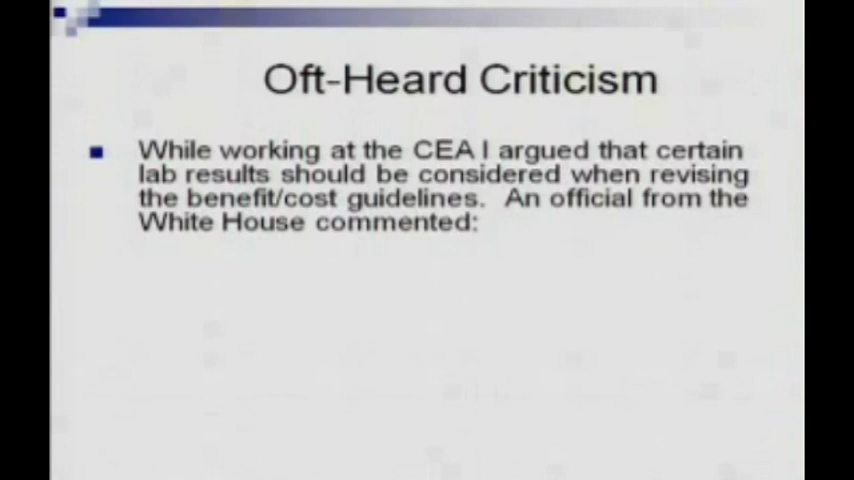 Oft-Heard Criticism
While working at the CEA I argued that certain
lab results should be considered when revising
the benefit/cost guidelines. An official from the
White House commented: